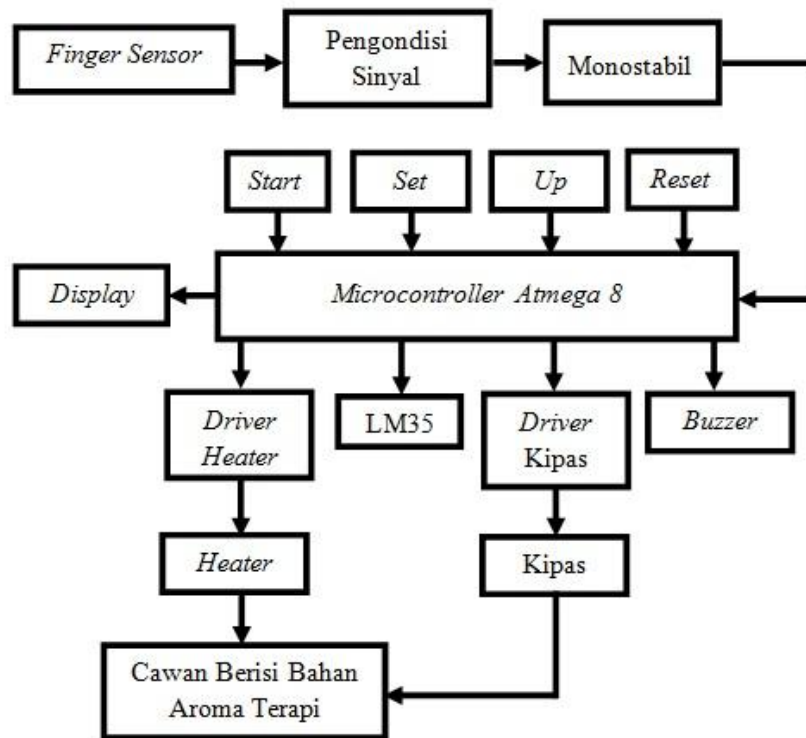 Finger Sensor
Pengondisi
Sinyal
Monostabil
Start
Set
Up
Reset
Display
Microcontroller Atmega 8
Driver
Heater
LM35
Driver
Kipas
Buzzer
Heater
Kipas
Cawan Berisi Bahan
Aroma Terapi